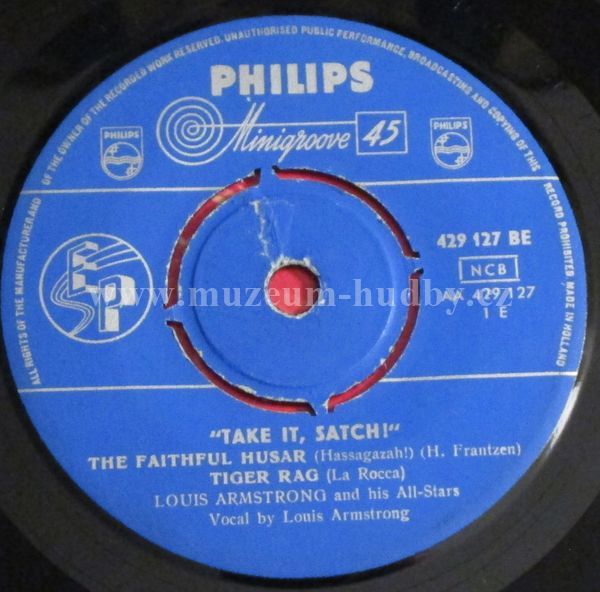 ALL RIGHTS OF THE MANUFACTURER AND OF THE OWNER OF THE RECORDED WORK RESERVED. UNAUTHORISED PUBLIC PERFORMANCE, BROADCASTING AND COPYING OF THIS RECORD PROHIBITED. MADE IN HOLLAND
PHILIPS
Minigroove 45
PHILIPS
PHILIPS
EP
429 127 BE
NCB
AA 429127
1 E
www.muzeum-hudby.cz
"TAKE IT, SATCH!"
THE FAITHFUL HUSAR (Hassagazah!) (H. Frantzen)
TIGER RAG (La Rocca)
LOUIS ARMSTRONG and his All-Stars
Vocal by Louis Armstrong